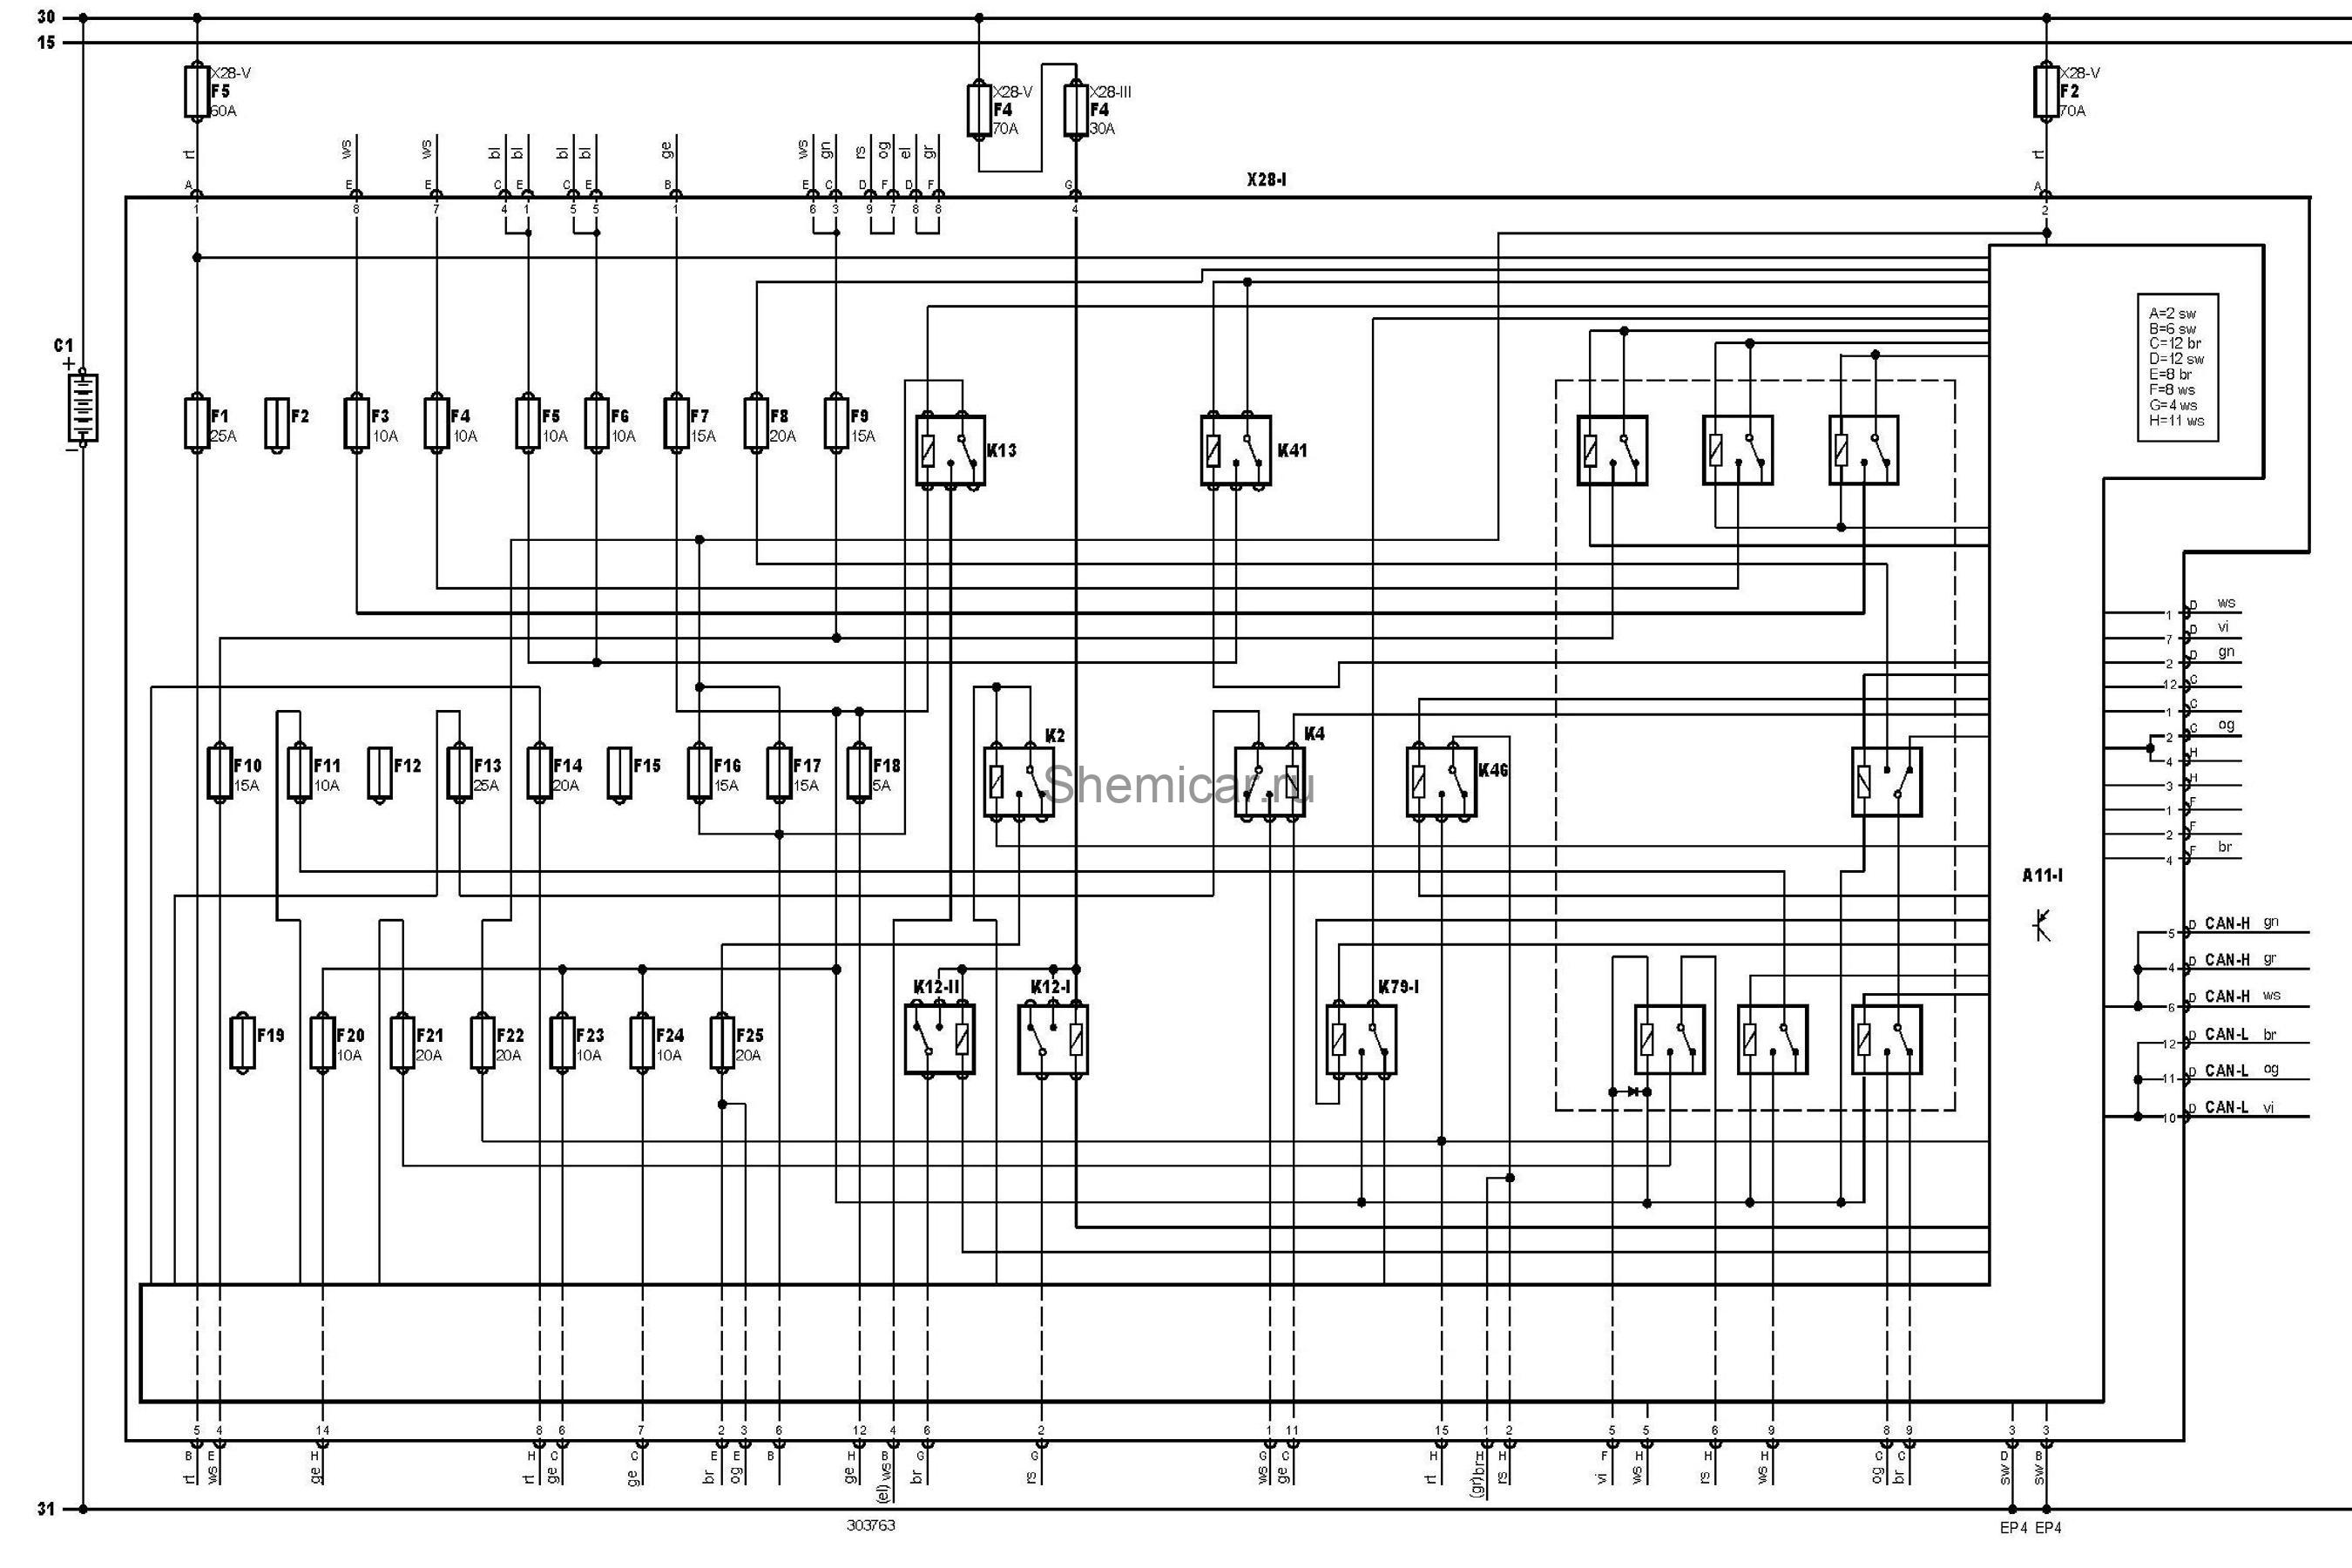 30
15
X28-V
F5
60A
X28-V
F4
70A
X28-III
F4
30A
X28-V
F2
70A
rt ws ws bl bl bl bl ge ws gn rs og el gr rt
A E E C E C E B E C D F D F G X28-I A
1 8 7 4 1 5 5 1 6 3 9 7 8 8 4 2
A=2 sw
B=6 sw
C=12 br
D=12 sw
E=8 br
F=8 ws
G=4 ws
H=11 ws
C1
+
−
F1
25A
F2
F3
10A
F4
10A
F5
10A
F6
10A
F7
15A
F8
20A
F9
15A
K13
K41
1 D ws
7 D vi
2 D gn
12 C
1 C
2 C og
4 H
3 H
1 F
2 F
4 F br
K2
K4
K46
F10
15A
F11
10A
F12
F13
25A
F14
20A
F15
F16
15A
F17
15A
F18
5A
Shemicar.ru
A11-I
5 D CAN-H gn
4 D CAN-H gr
6 D CAN-H ws
12 D CAN-L br
11 D CAN-L og
10 D CAN-L vi
K12-II
K12-I
K79-I
F19
F20
10A
F21
20A
F22
20A
F23
10A
F24
10A
F25
20A
5 4 14 8 6 7 2 3 6 12 4 6 2 1 11 15 1 2 5 5 6 9 8 9 3 3
B E H H C C E E B H B G G G C H H H F H H H C C D B
rt ws ge rt ge ge br og ge (el) ws br rs ws ge rt (gr)br rs vi ws rs ws og br sw sw
31
303763
EP4 EP4